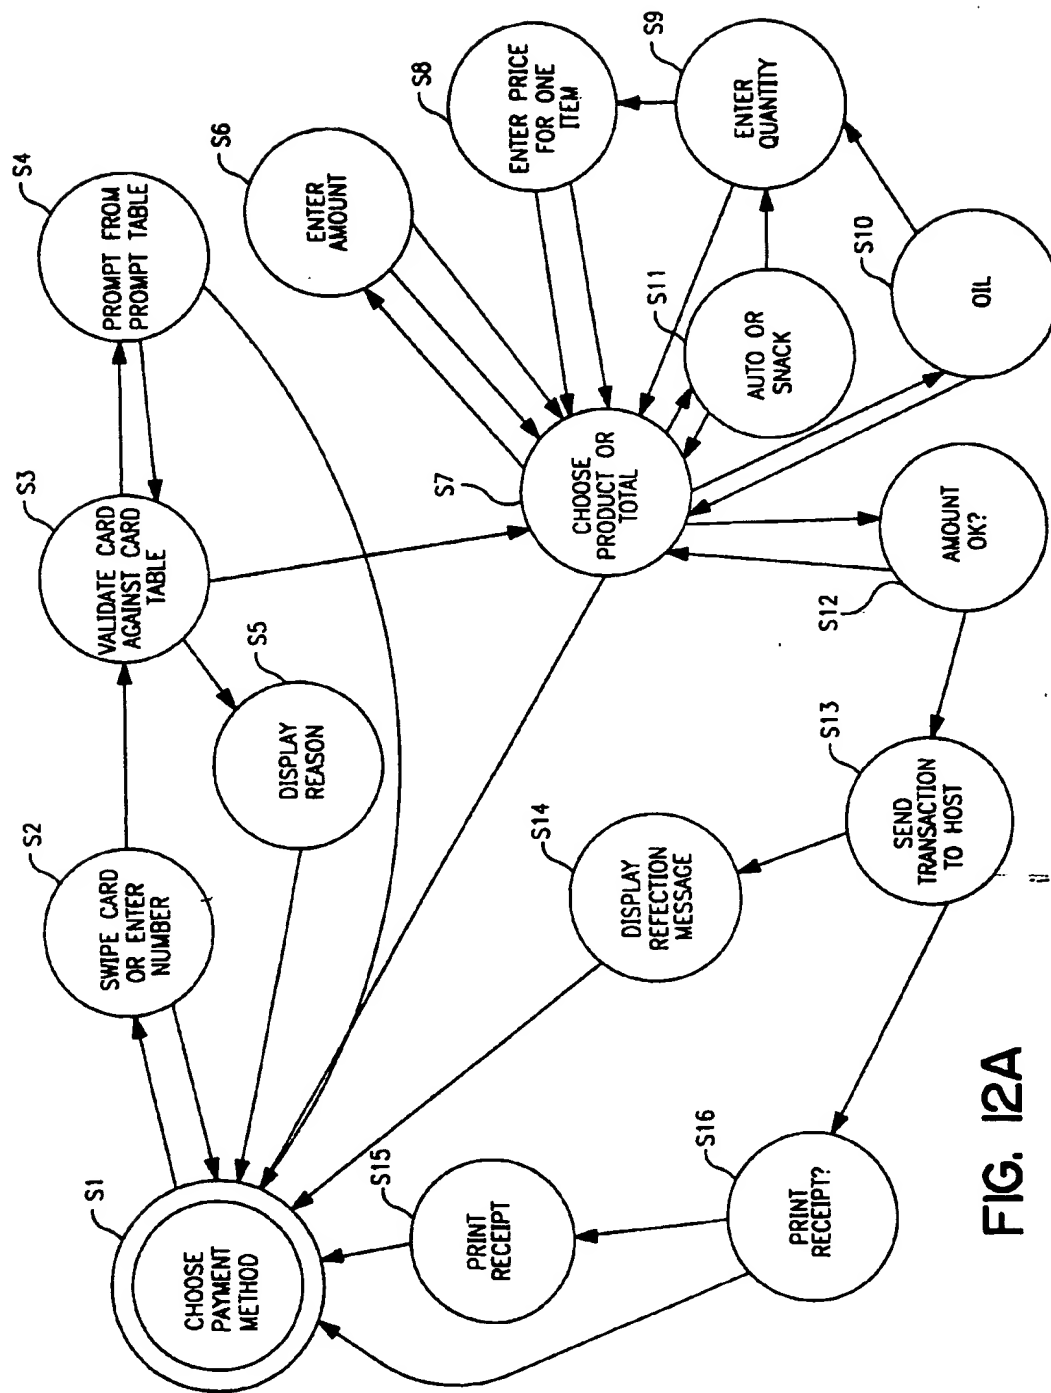 S1
CHOOSE
PAYMENT
METHOD
S2
SWIPE CARD
OR ENTER
NUMBER
S3
VALIDATE CARD
AGAINST CARD
TABLE
S4
PROMPT FROM
PROMPT TABLE
S5
DISPLAY
REASON
S6
ENTER
AMOUNT
S7
CHOOSE
PRODUCT OR
TOTAL
S8
ENTER PRICE
FOR ONE
ITEM
S9
ENTER
QUANTITY
S10
OIL
S11
AUTO OR
SNACK
S12
AMOUNT
OK?
S13
SEND
TRANSACTION
TO HOST
S14
DISPLAY
REFECTION
MESSAGE
S15
PRINT
RECEIPT
S16
PRINT
RECEIPT?
FIG. 12A